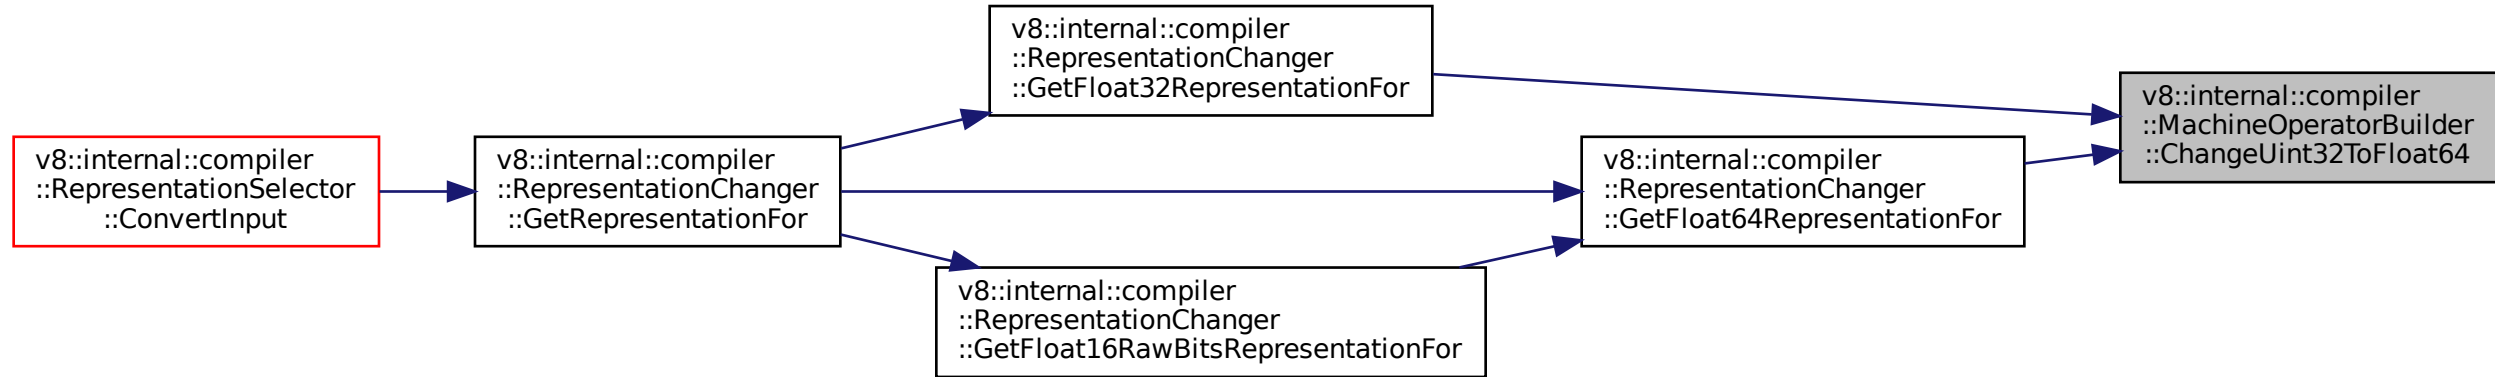 v8::internal::compiler
::RepresentationSelector
::ConvertInput
v8::internal::compiler
::RepresentationChanger
::GetRepresentationFor
v8::internal::compiler
::RepresentationChanger
::GetFloat32RepresentationFor
v8::internal::compiler
::RepresentationChanger
::GetFloat16RawBitsRepresentationFor
v8::internal::compiler
::RepresentationChanger
::GetFloat64RepresentationFor
v8::internal::compiler
::MachineOperatorBuilder
::ChangeUint32ToFloat64